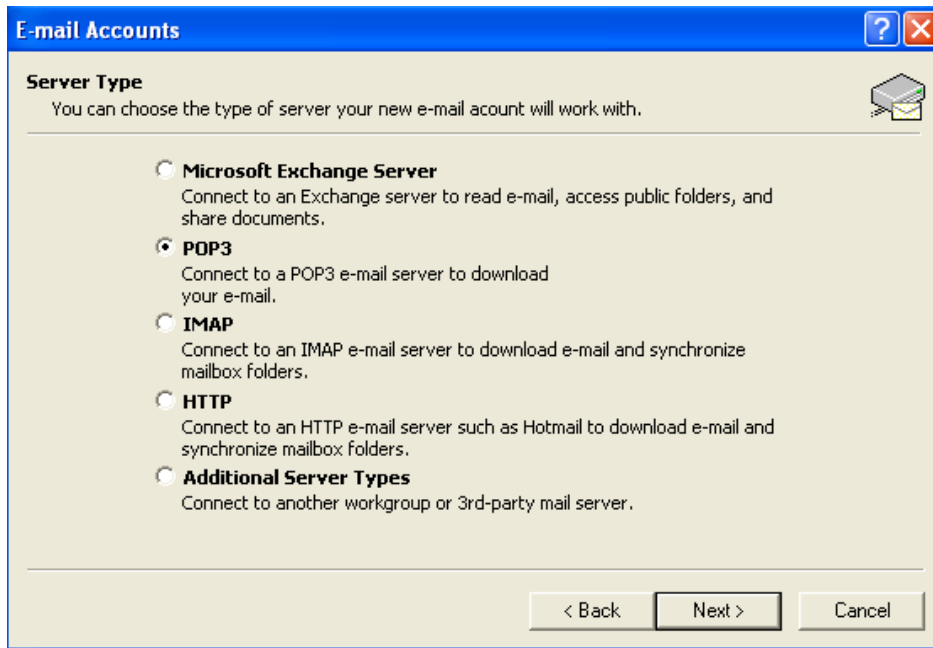 E-mail Accounts
Server Type
You can choose the type of server your new e-mail acount will work with.
Microsoft Exchange Server
Connect to an Exchange server to read e-mail, access public folders, and
share documents.
POP3
Connect to a POP3 e-mail server to download
your e-mail.
IMAP
Connect to an IMAP e-mail server to download e-mail and synchronize
mailbox folders.
HTTP
Connect to an HTTP e-mail server such as Hotmail to download e-mail and
synchronize mailbox folders.
Additional Server Types
Connect to another workgroup or 3rd-party mail server.
< Back Next > Cancel